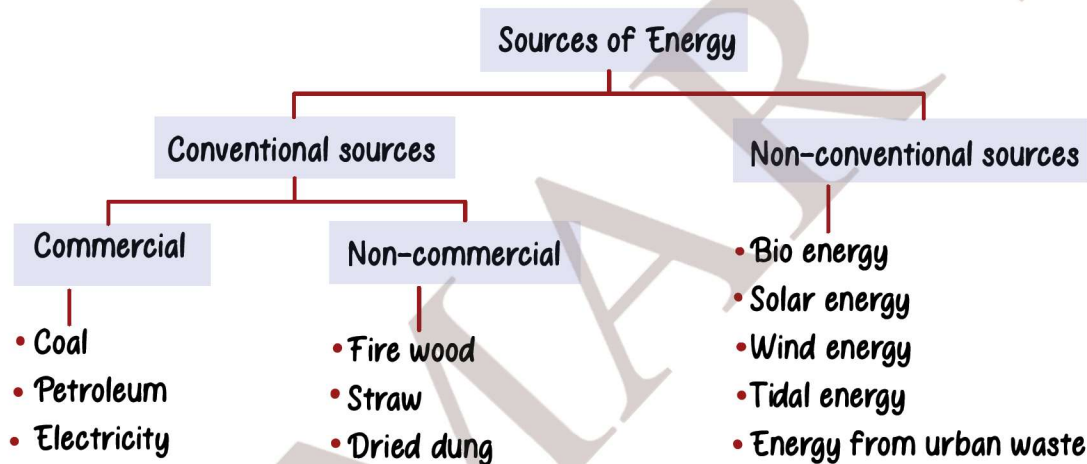 Sources of Energy
Conventional sources
Non-conventional sources
Commercial
Non-commercial
• Coal
• Petroleum
• Electricity
• Fire wood
• Straw
• Dried dung
• Bio energy
• Solar energy
• Wind energy
• Tidal energy
• Energy from urban waste